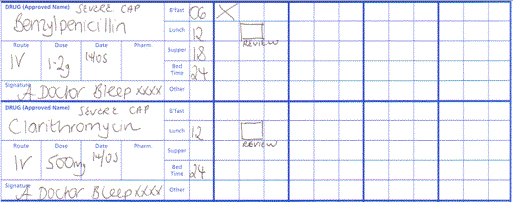 DRUG (Approved Name) SEVERE CAP B'fast 06 X
Benzylpenicillin Lunch 12
REVIEW
Route Dose Date Pharm. Supper 18
IV 1.2g 14/05 Bed Time 24
Signature A Doctor Bleep xxxx Other
DRUG (Approved Name) SEVERE CAP B'fast
Clarithromycin Lunch 12
REVIEW
Route Dose Date Pharm. Supper
IV 500mg 14/05 Bed Time 24
Signature A Doctor Bleep xxxx Other